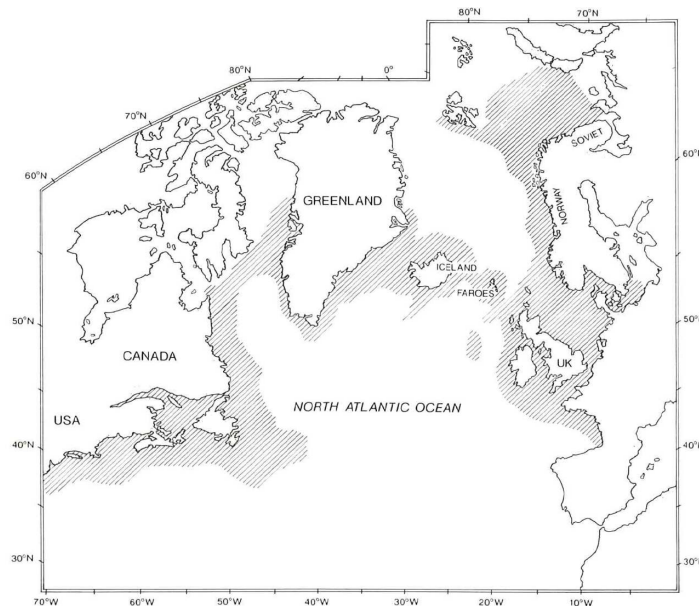 80°N
70°N
80°N
0°
70°N
60°N
60°N
SOVIET
GREENLAND
NORWAY
ICELAND
FAROES
50°N
50°N
CANADA
UK
USA
NORTH ATLANTIC OCEAN
40°N
40°N
30°N
30°N
70°W
60°W
50°W
40°W
30°W
20°W
10°W